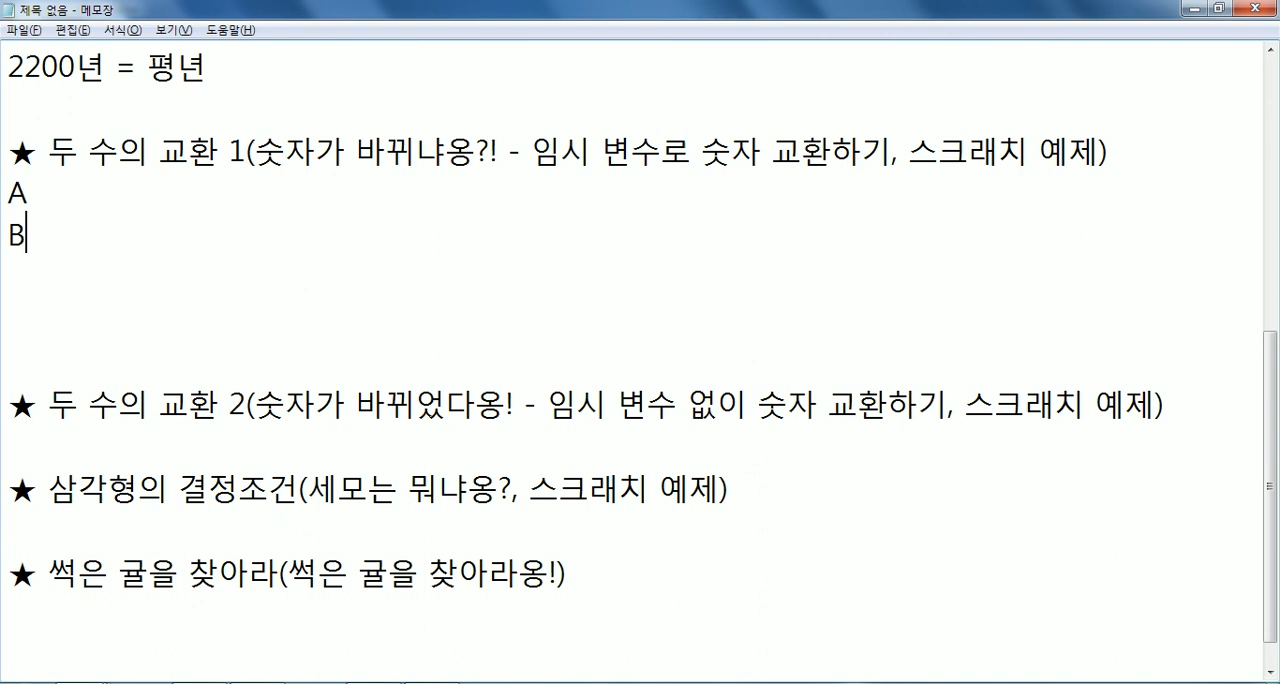 제목 없음 - 메모장
파일(F) 편집(E) 서식(O) 보기(V) 도움말(H)
2200년 = 평년
★ 두 수의 교환 1(숫자가 바뀌냐옹?! - 임시 변수로 숫자 교환하기, 스크래치 예제)
A
B
★ 두 수의 교환 2(숫자가 바뀌었다옹! - 임시 변수 없이 숫자 교환하기, 스크래치 예제)
★ 삼각형의 결정조건(세모는 뭐냐옹?, 스크래치 예제)
★ 썩은 귤을 찾아라(썩은 귤을 찾아라옹!)